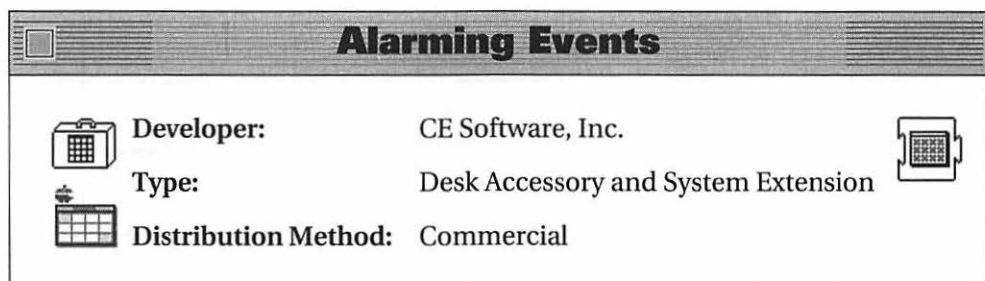 Alarming Events
Developer: CE Software, Inc.
Type: Desk Accessory and System Extension
Distribution Method: Commercial